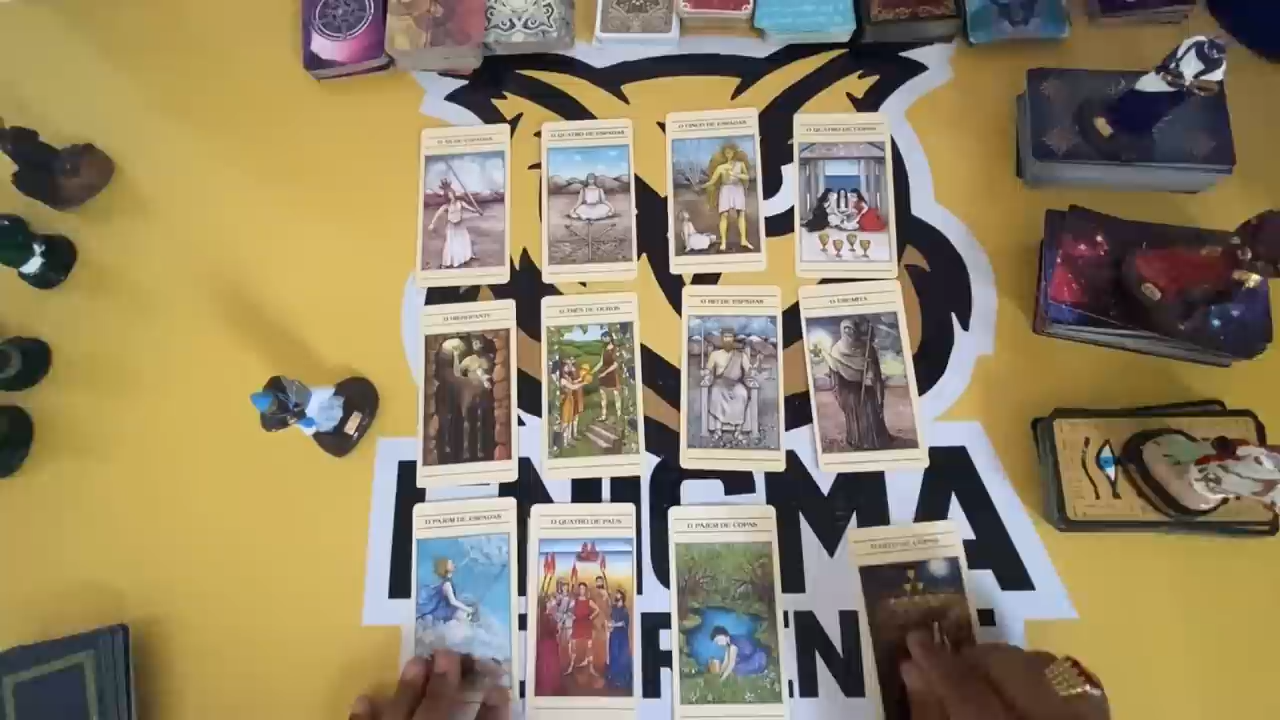 O QUATRO DE ESPADAS
O CINCO DE ESPADAS
O QUATRO DE COPAS
O HIEROFANTE
O TRÊS DE OUROS
O REI DE ESPADAS
O EREMITA
ENIGMA
O PAJEM DE ESPADAS
O QUATRO DE PAUS
O PAJEM DE COPAS